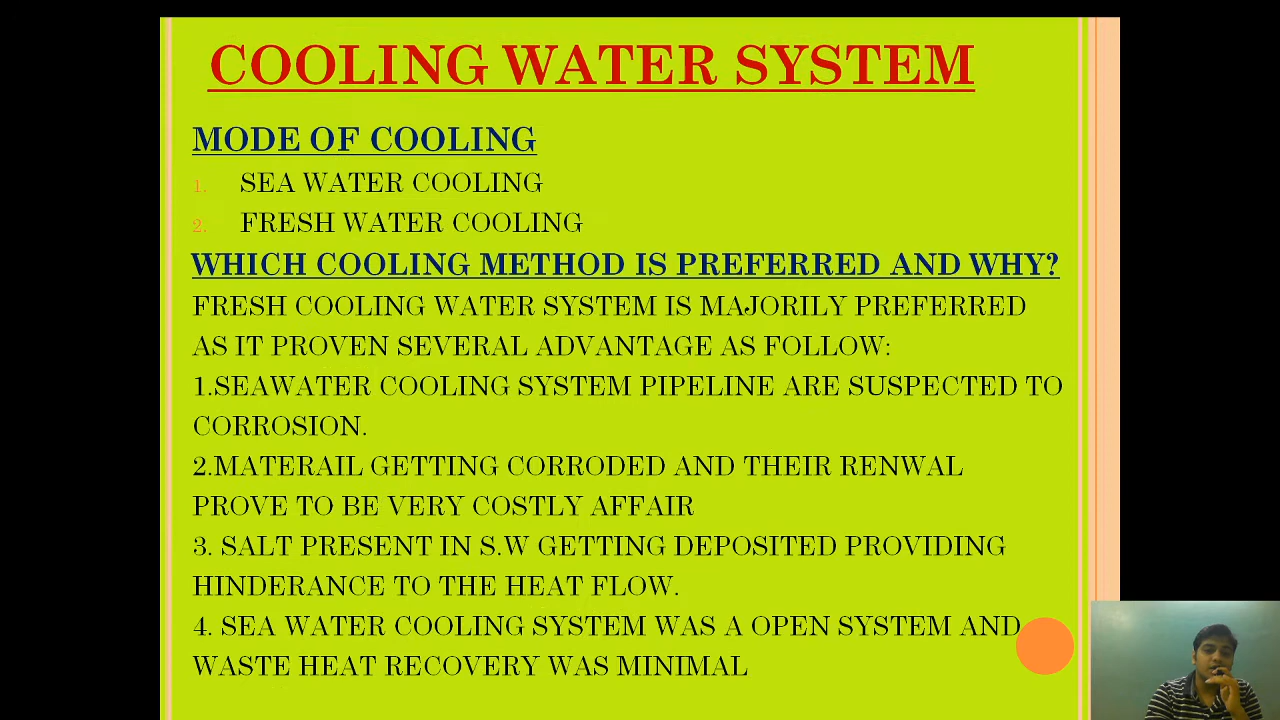 COOLING WATER SYSTEM
MODE OF COOLING
1. SEA WATER COOLING
2. FRESH WATER COOLING
WHICH COOLING METHOD IS PREFERRED AND WHY?
FRESH COOLING WATER SYSTEM IS MAJORILY PREFERRED
AS IT PROVEN SEVERAL ADVANTAGE AS FOLLOW:
1.SEAWATER COOLING SYSTEM PIPELINE ARE SUSPECTED TO
CORROSION.
2.MATERAIL GETTING CORRODED AND THEIR RENWAL
PROVE TO BE VERY COSTLY AFFAIR
3. SALT PRESENT IN S.W GETTING DEPOSITED PROVIDING
HINDERANCE TO THE HEAT FLOW.
4. SEA WATER COOLING SYSTEM WAS A OPEN SYSTEM AND
WASTE HEAT RECOVERY WAS MINIMAL